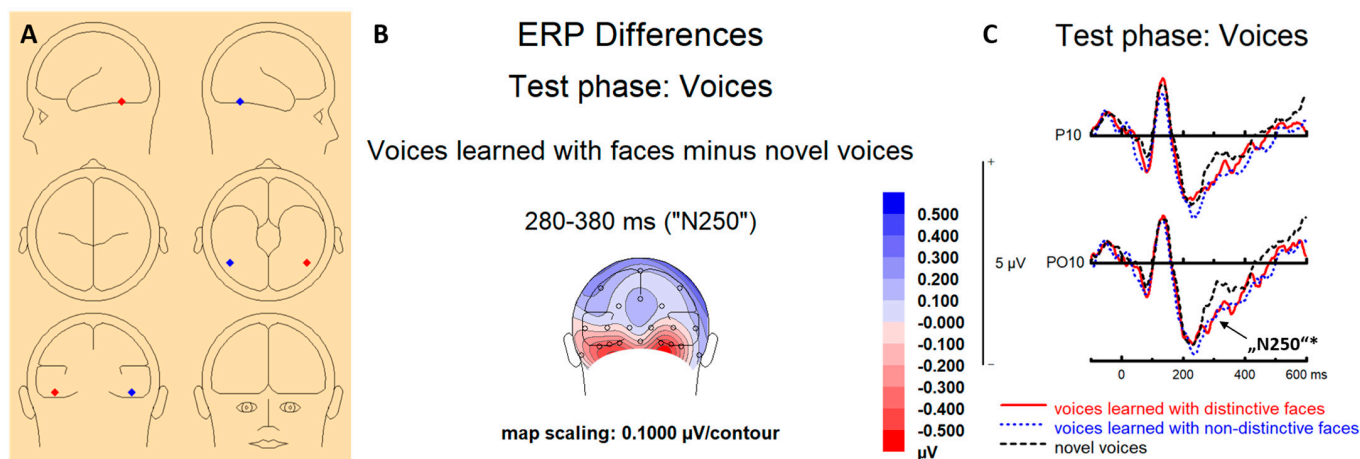 A
B
ERP Differences
Test phase: Voices
Voices learned with faces minus novel voices
280-380 ms ("N250")
0.500
0.400
0.300
0.200
0.100
-0.000
-0.100
-0.200
-0.300
-0.400
-0.500
µV
map scaling: 0.1000 µV/contour
C
Test phase: Voices
P10
+
PO10
5 µV
„N250“*
–
0 200 400 600 ms
voices learned with distinctive faces
voices learned with non-distinctive faces
novel voices